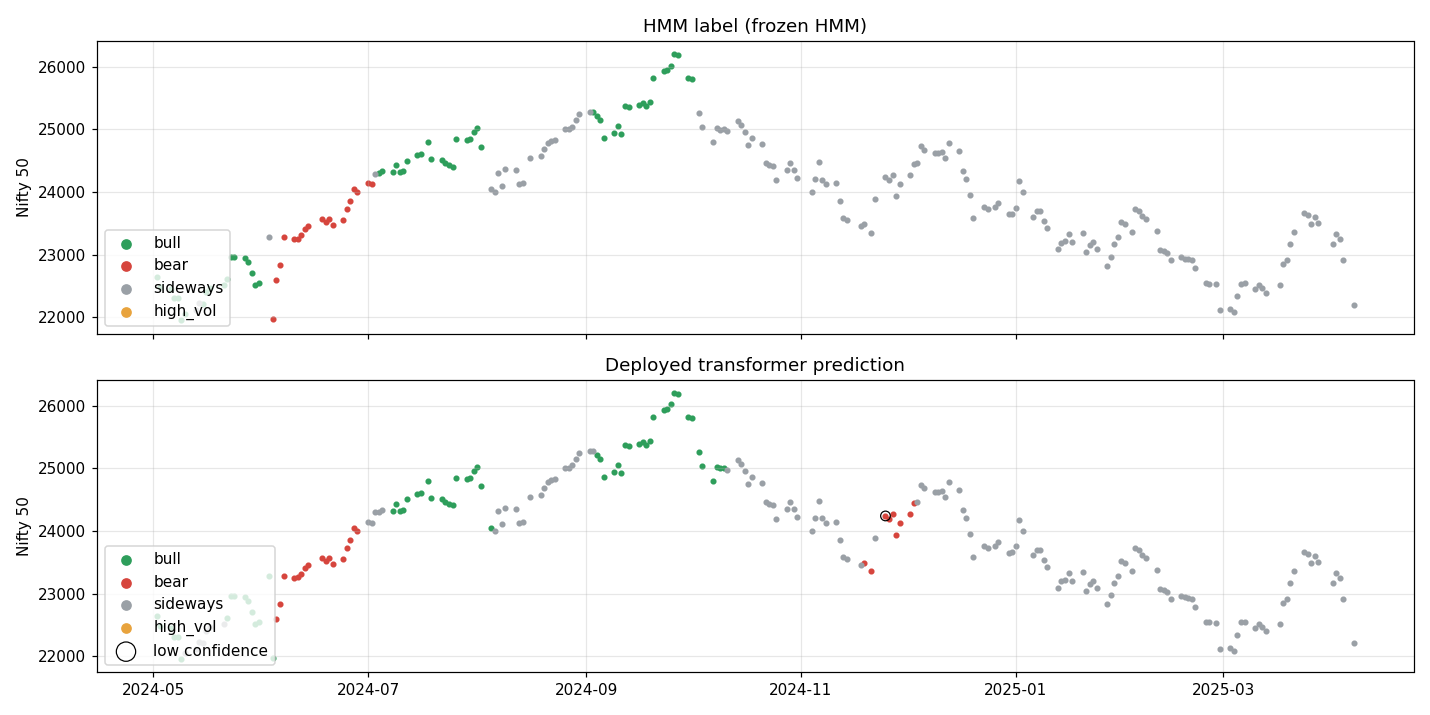 HMM label (frozen HMM)
26000
25000
24000
23000
22000
Nifty 50
bull
bear
sideways
high_vol
Deployed transformer prediction
26000
25000
24000
23000
22000
Nifty 50
bull
bear
sideways
high_vol
low confidence
2024-05 2024-07 2024-09 2024-11 2025-01 2025-03